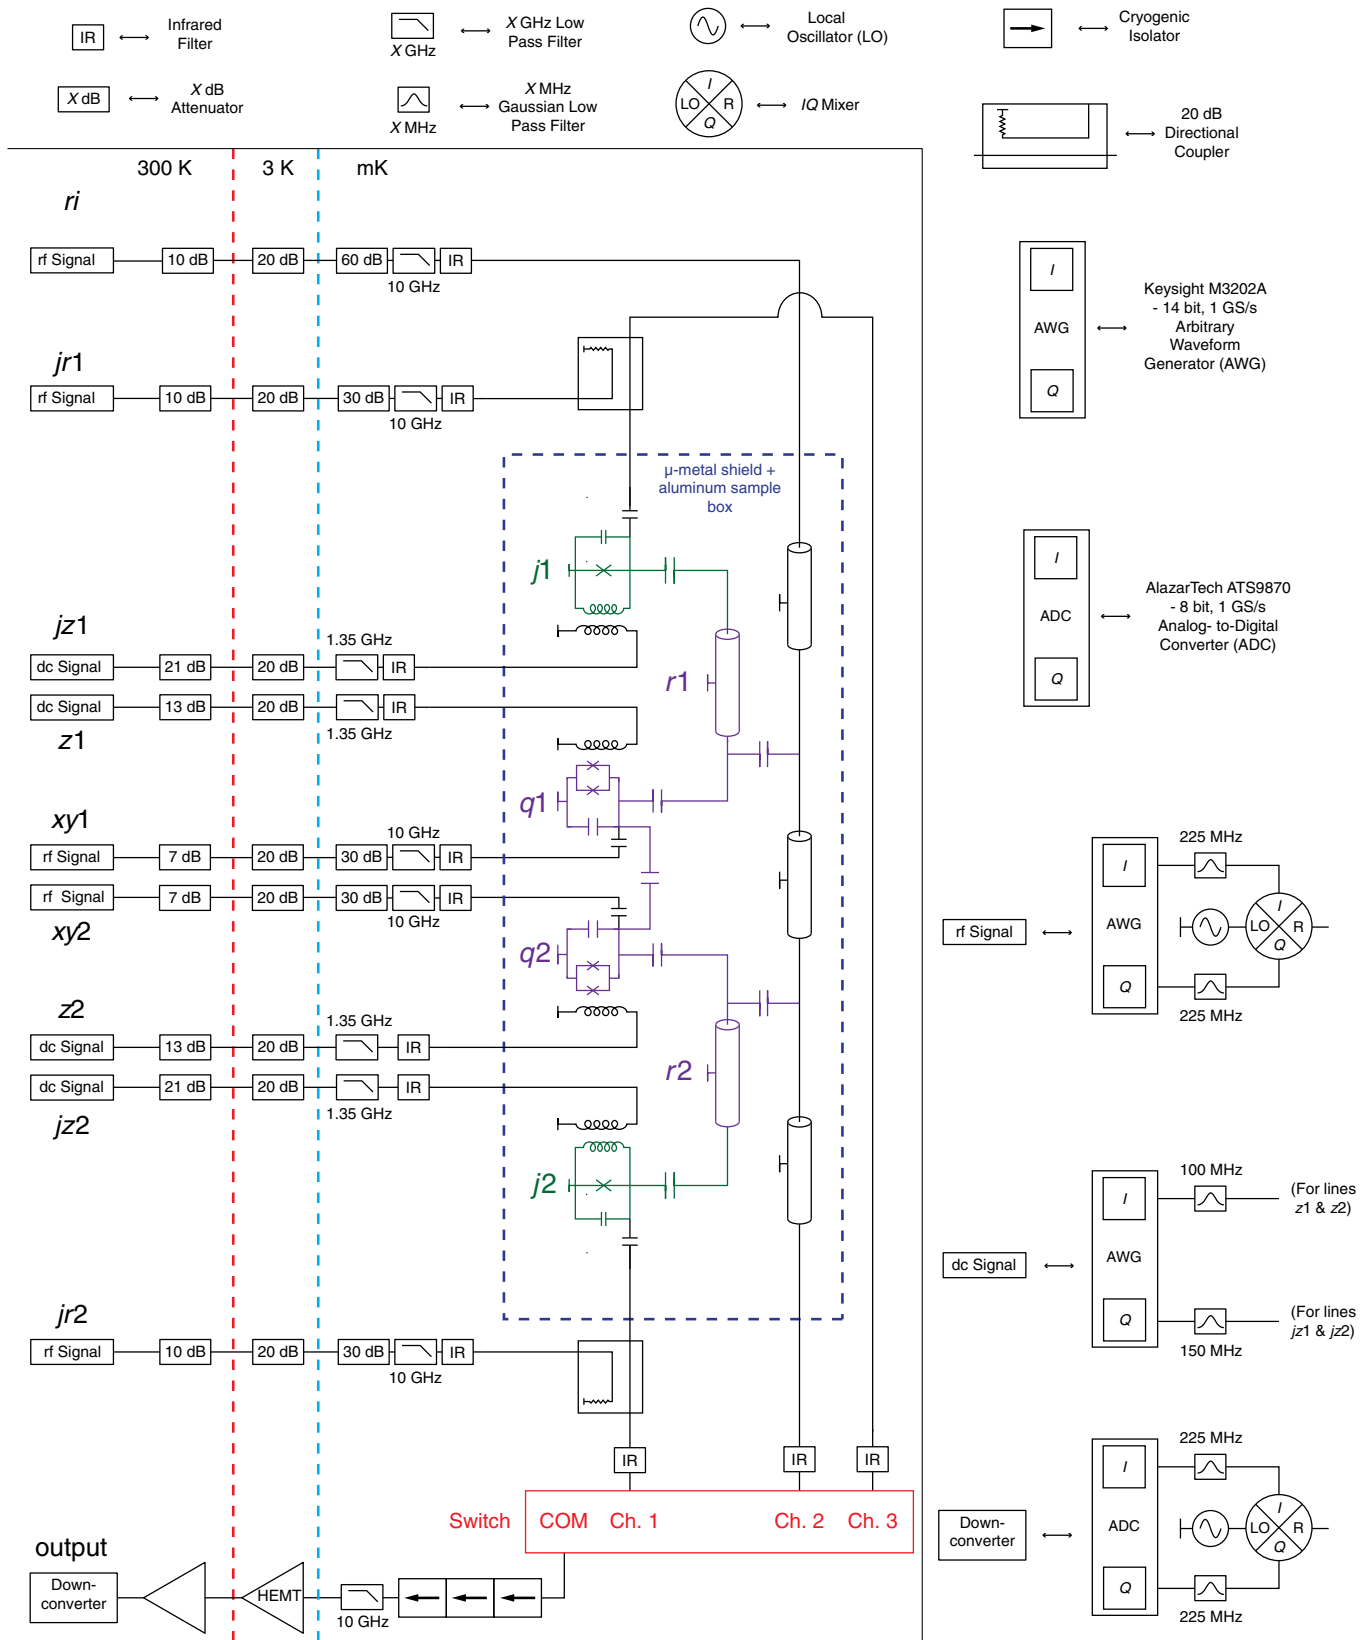 IR
Infrared
Filter
X GHz
X GHz Low
Pass Filter
Local
Oscillator (LO)
Cryogenic
Isolator
X dB
X dB
Attenuator
X MHz
X MHz
Gaussian Low
Pass Filter
I
LO
R
Q
IQ Mixer
20 dB
Directional
Coupler
300 K
3 K
mK
ri
rf Signal
10 dB
20 dB
60 dB
10 GHz
IR
jr1
rf Signal
10 dB
20 dB
30 dB
10 GHz
IR
µ-metal shield +
aluminum sample
box
j1
jz1
dc Signal
21 dB
20 dB
1.35 GHz
IR
r1
dc Signal
13 dB
20 dB
1.35 GHz
IR
z1
q1
xy1
rf Signal
7 dB
20 dB
30 dB
10 GHz
IR
rf Signal
7 dB
20 dB
30 dB
10 GHz
IR
xy2
q2
z2
dc Signal
13 dB
20 dB
1.35 GHz
IR
r2
dc Signal
21 dB
20 dB
1.35 GHz
IR
jz2
j2
jr2
rf Signal
10 dB
20 dB
30 dB
10 GHz
IR
IR
IR
IR
Switch
COM
Ch. 1
Ch. 2
Ch. 3
output
Down-
converter
HEMT
10 GHz
I
AWG
Q
Keysight M3202A
- 14 bit, 1 GS/s
Arbitrary
Waveform
Generator (AWG)
I
ADC
Q
AlazarTech ATS9870
- 8 bit, 1 GS/s
Analog- to-Digital
Converter (ADC)
rf Signal
I
AWG
Q
225 MHz
225 MHz
I
LO
R
Q
dc Signal
I
AWG
Q
100 MHz
(For lines
z1 & z2)
150 MHz
(For lines
jz1 & jz2)
Down-
converter
I
ADC
Q
225 MHz
225 MHz
I
LO
R
Q